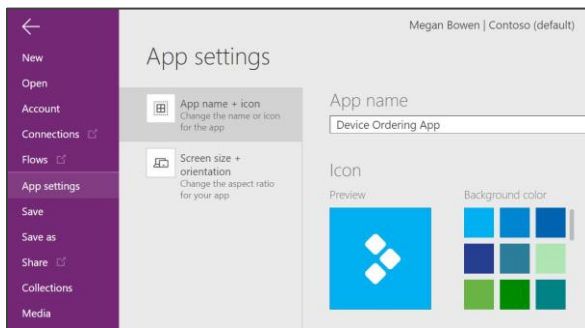 Megan Bowen | Contoso (default)
New
Open
Account
Connections
Flows
App settings
Save
Save as
Share
Collections
Media
App settings
App name + icon
Change the name or icon
for the app
Screen size +
orientation
Change the aspect ratio
for your app
App name
Device Ordering App
Icon
Preview
Background color